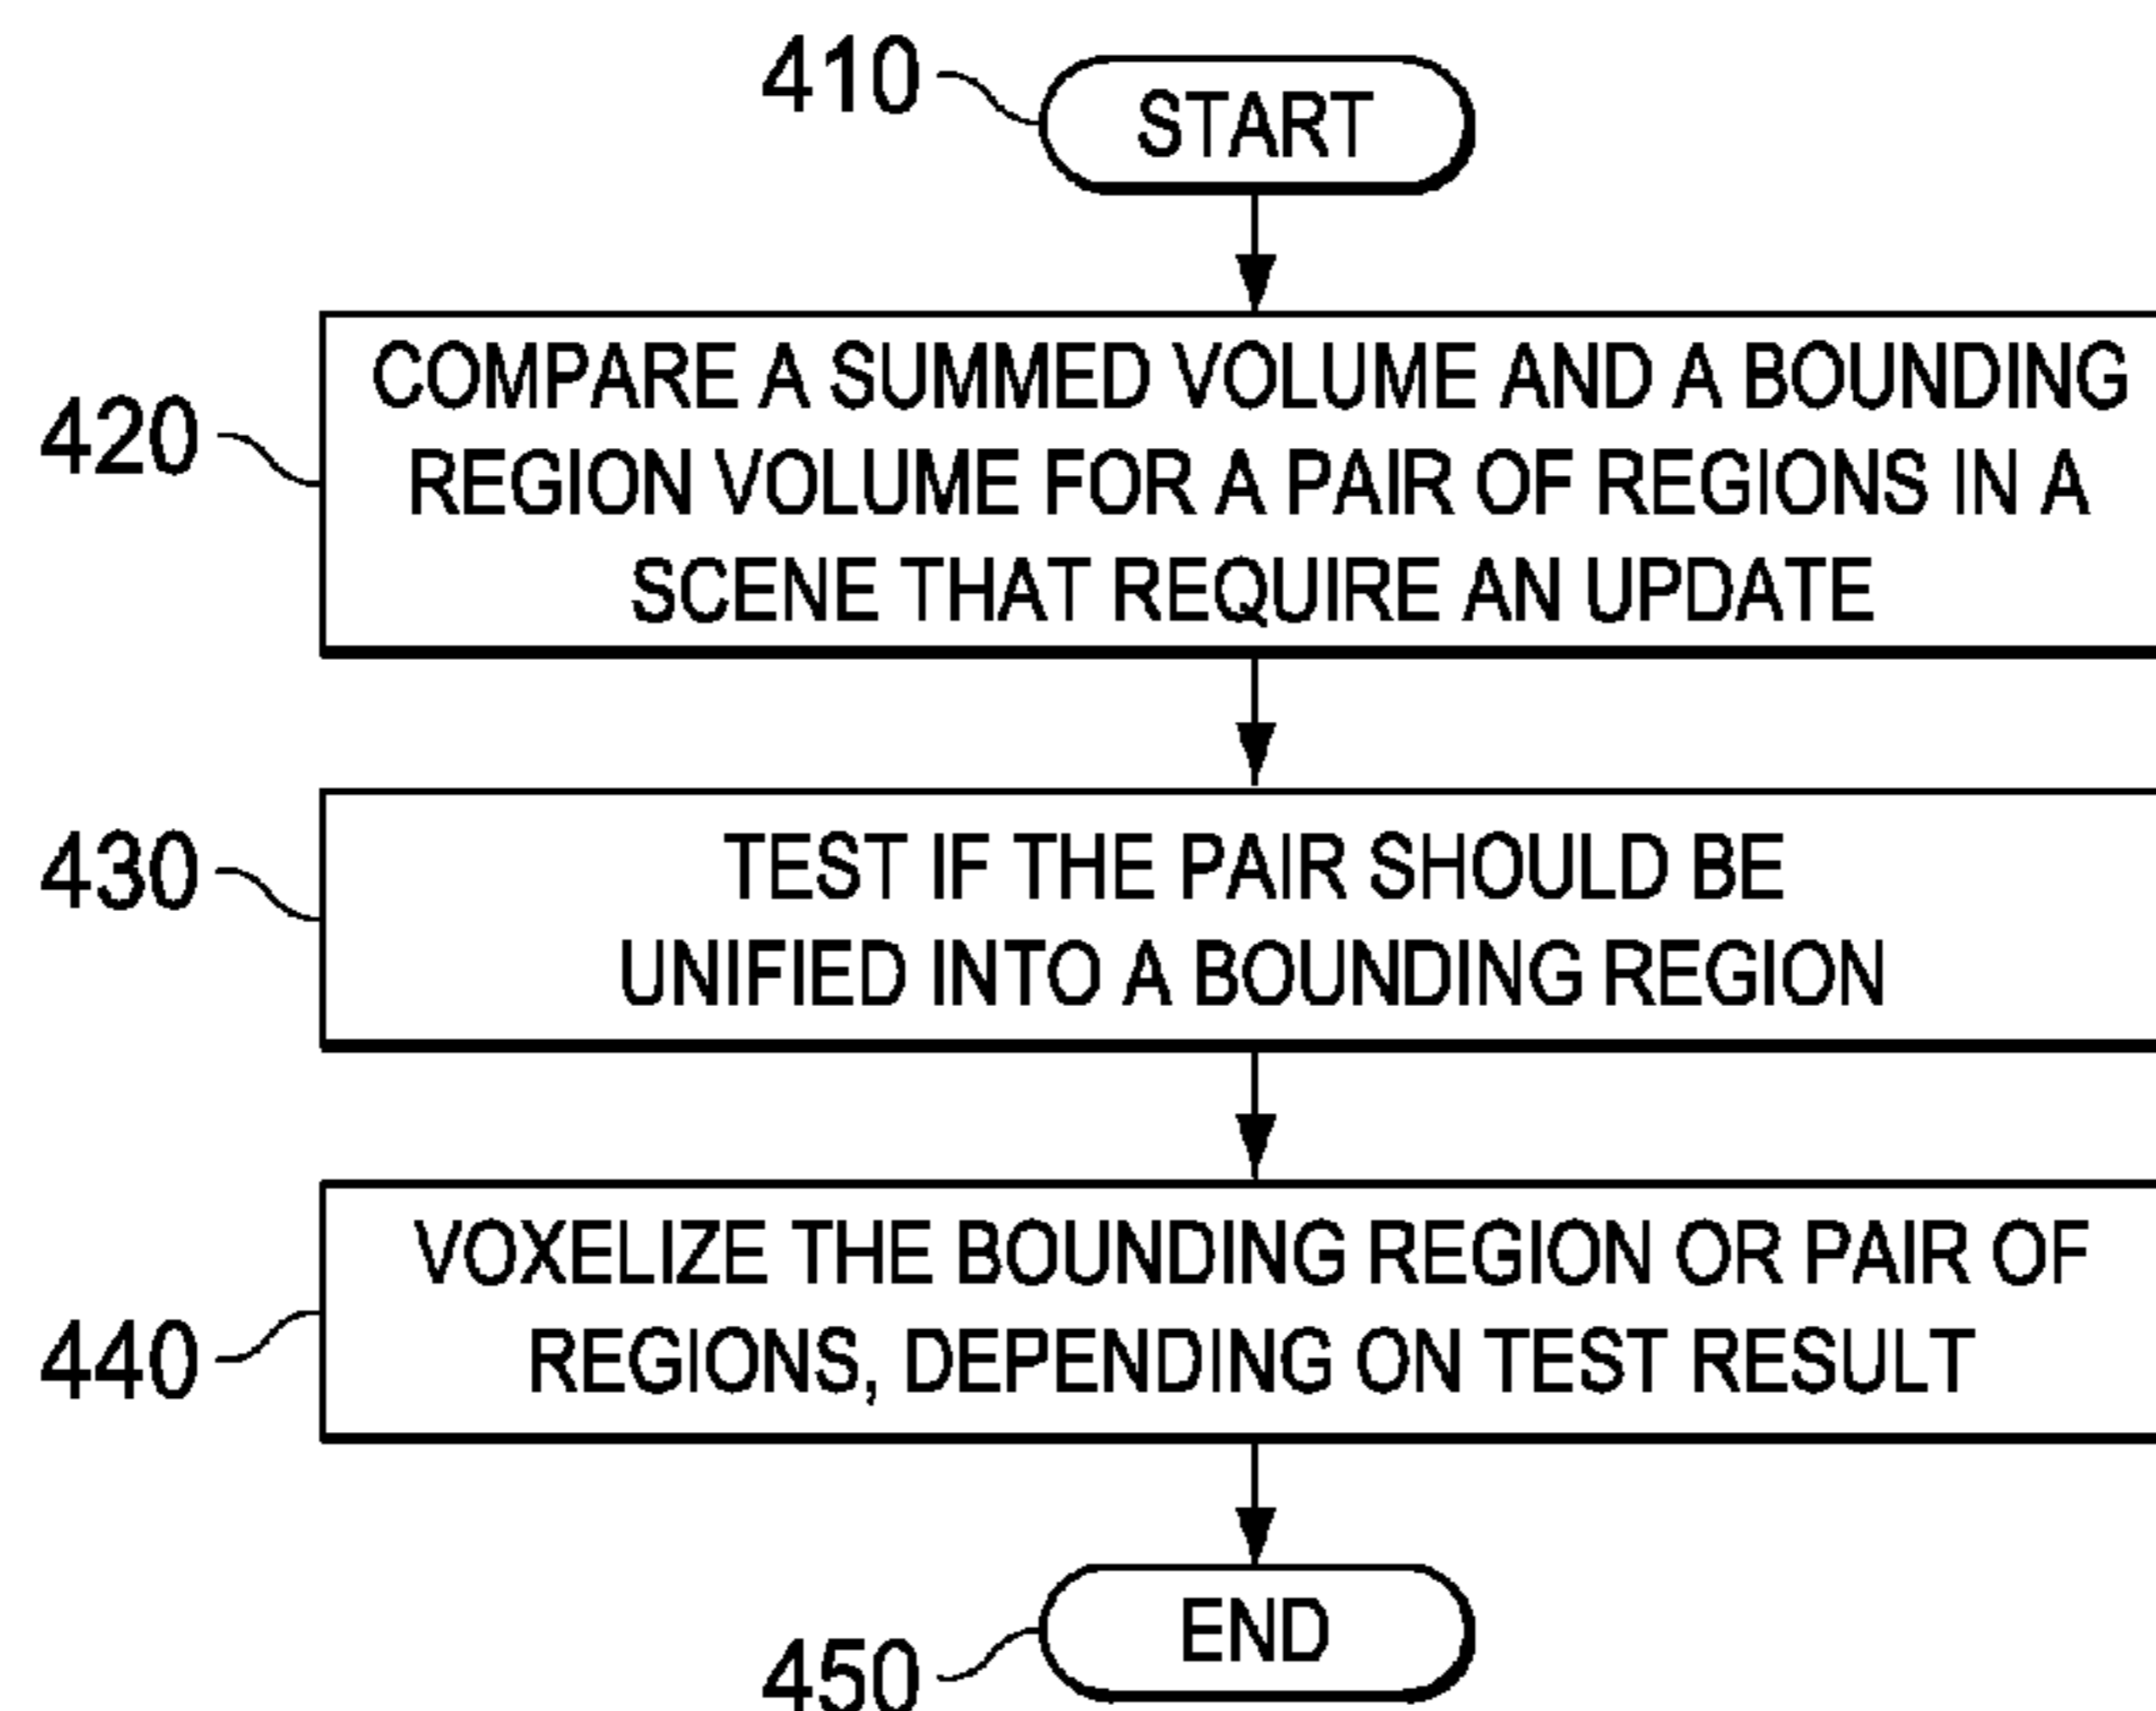 410
START
COMPARE A SUMMED VOLUME AND A BOUNDING
REGION VOLUME FOR A PAIR OF REGIONS IN A
SCENE THAT REQUIRE AN UPDATE
420
TEST IF THE PAIR SHOULD BE
UNIFIED INTO A BOUNDING REGION
430
VOXELIZE THE BOUNDING REGION OR PAIR OF
REGIONS, DEPENDING ON TEST RESULT
440
END
450